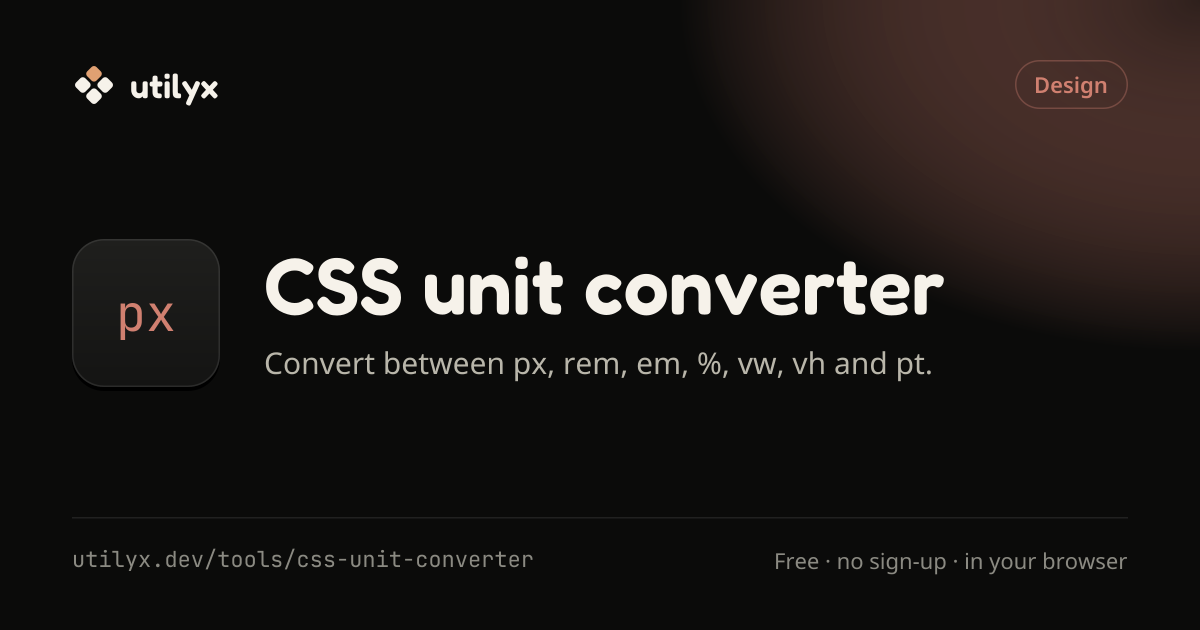 utilyx
Design
px
CSS unit converter
Convert between px, rem, em, %, vw, vh and pt.
utilyx.dev/tools/css-unit-converter
Free · no sign-up · in your browser